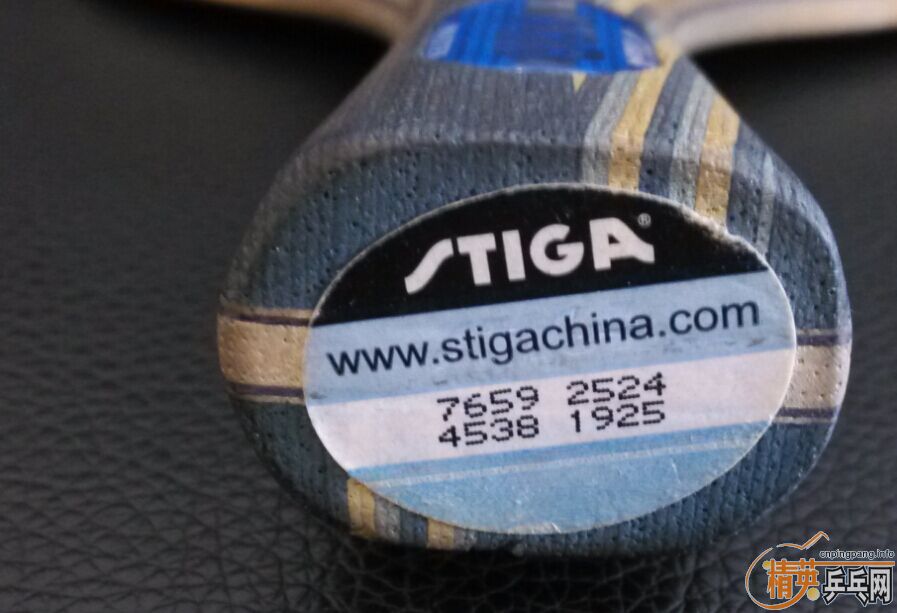 STIGA®
www.stigachina.com
7659 2524
4538 1925
cnpingpang.info
精英乒乓网